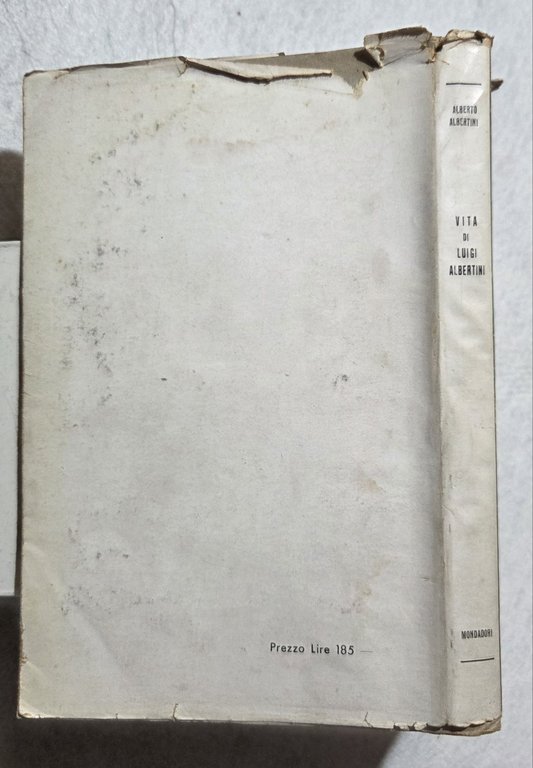 ALBERTO
ALBERTINI
VITA
DI
LUIGI
ALBERTINI
MONDADORI
Prezzo Lire 185 —